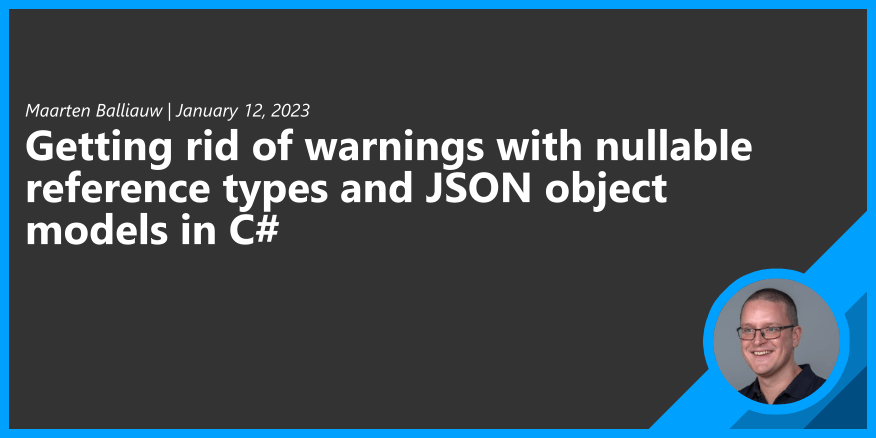 Maarten Balliauw | January 12, 2023
Getting rid of warnings with nullable
reference types and JSON object
models in C#